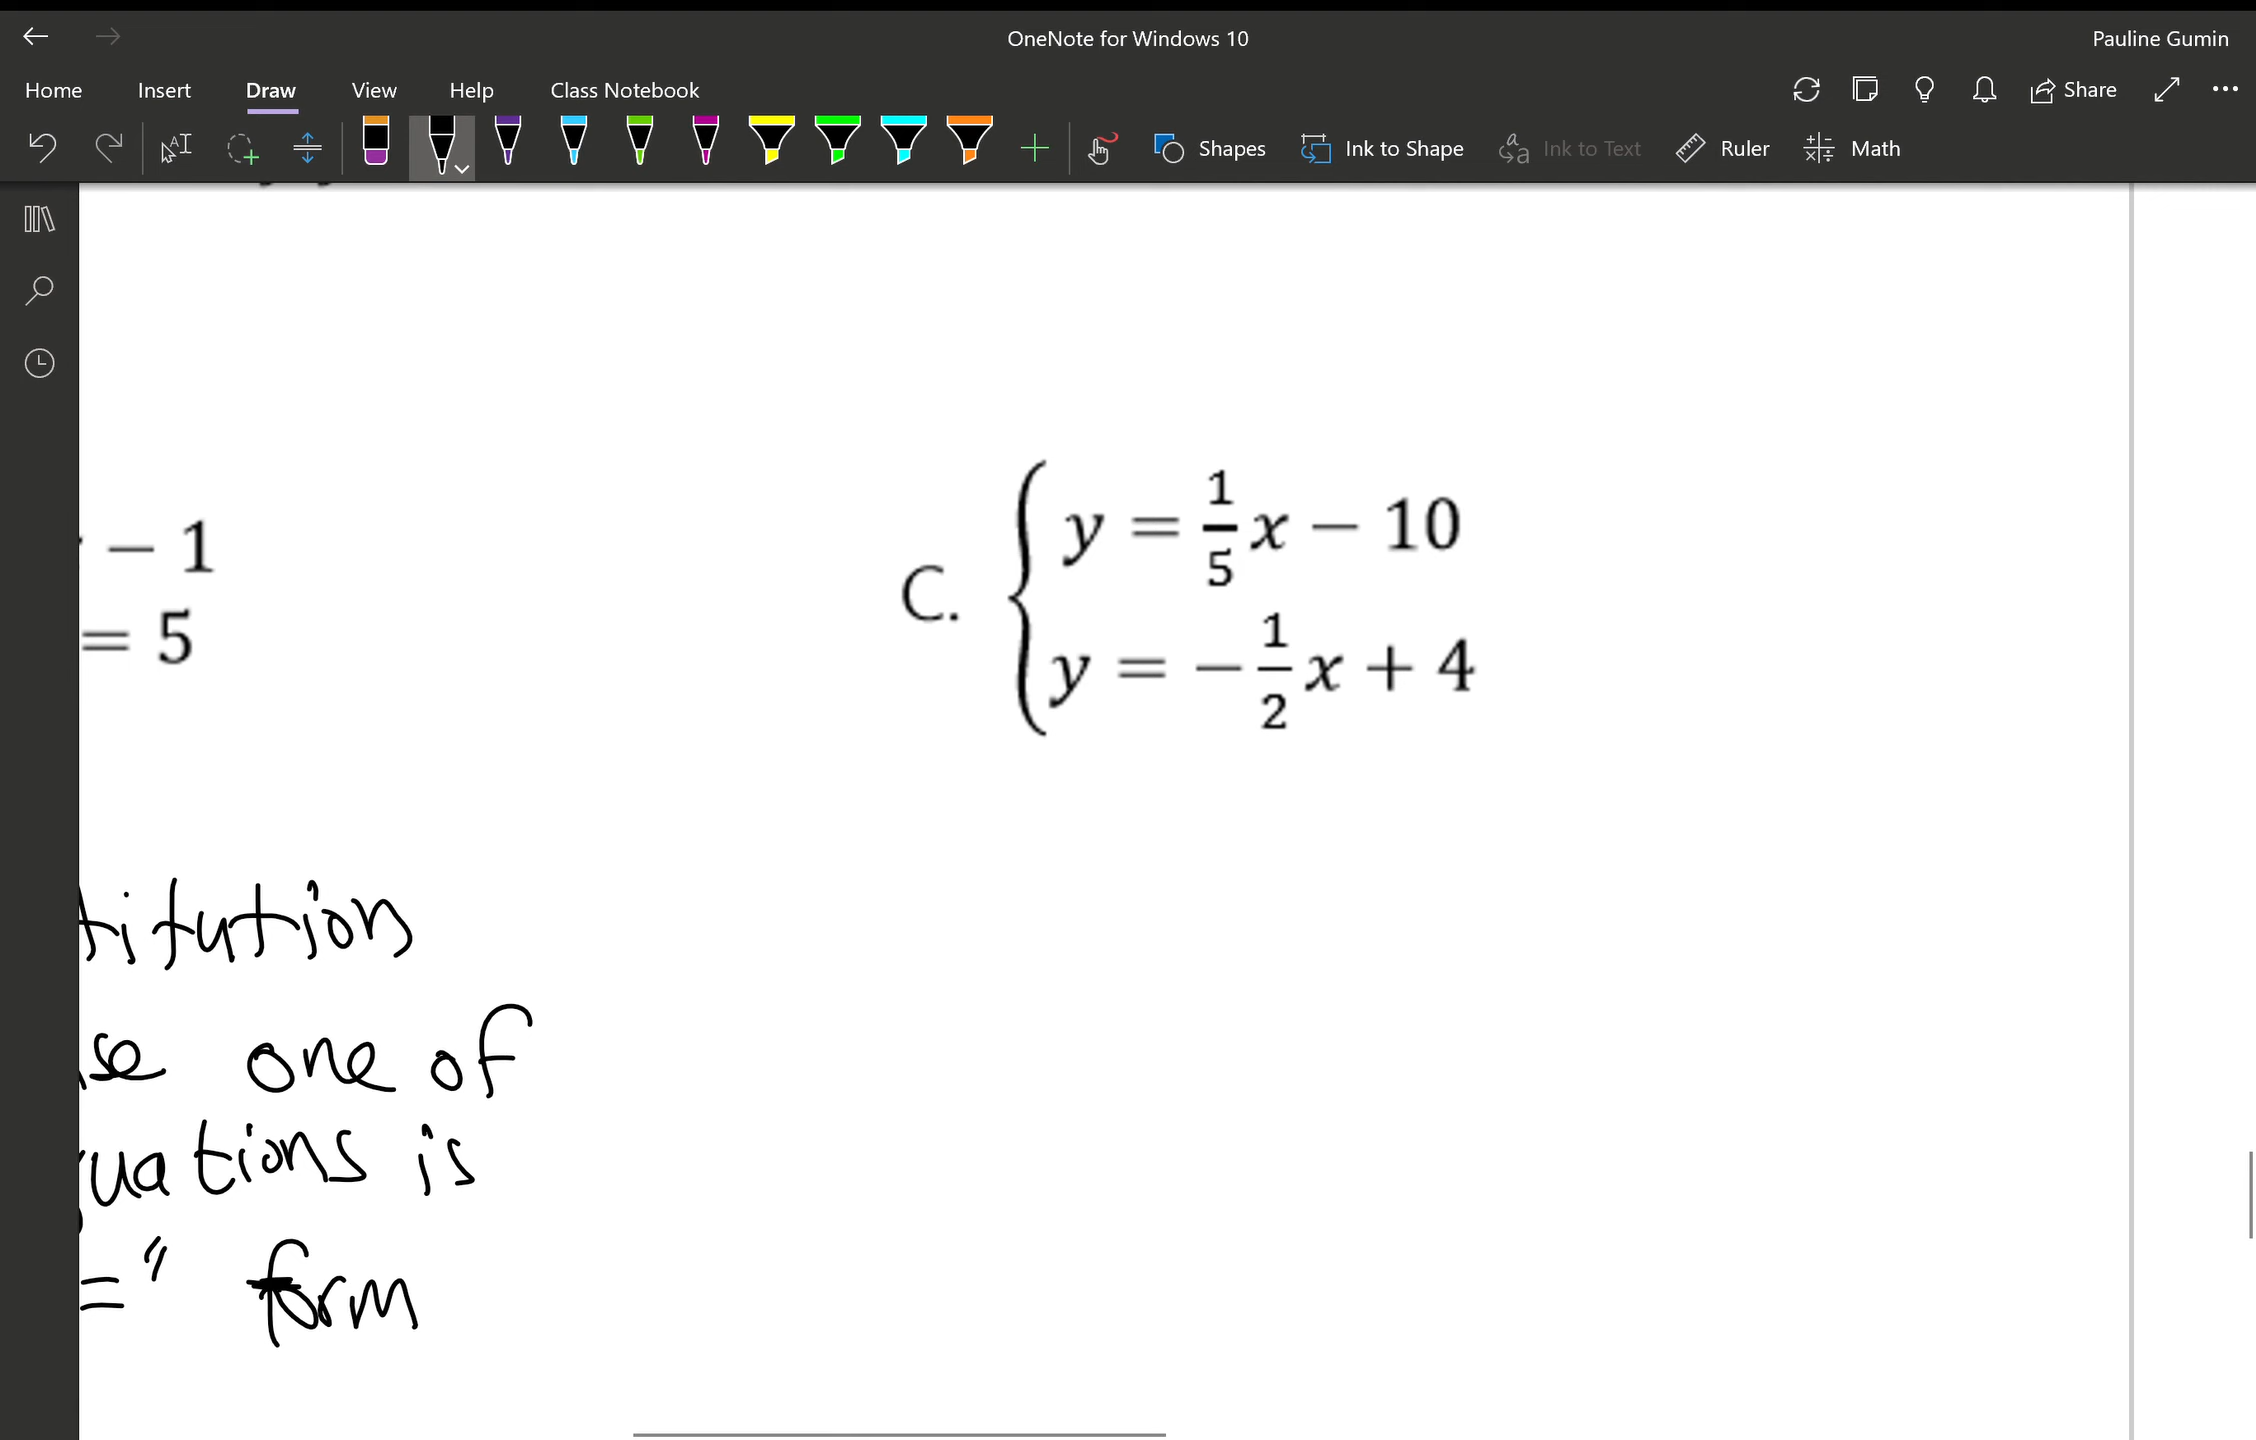 OneNote for Windows 10
Pauline Gumin
Home Insert Draw View Help Class Notebook
Share
Shapes Ink to Shape Ink to Text Ruler Math
− 1
= 5
C. { y = 1/5 x − 10
y = − 1/2 x + 4
titution
se one of
uations is
=" form